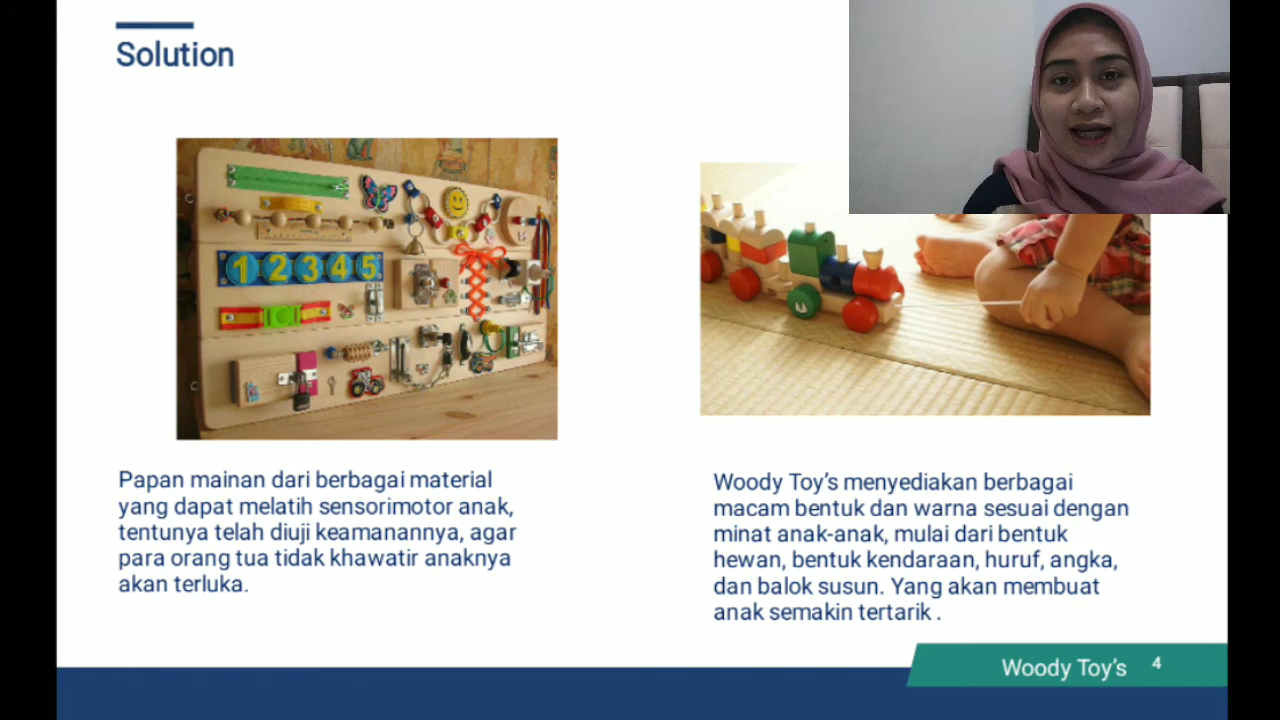 Solution
1 2 3 4 5
Papan mainan dari berbagai material
yang dapat melatih sensorimotor anak,
tentunya telah diuji keamanannya, agar
para orang tua tidak khawatir anaknya
akan terluka.
Woody Toy's menyediakan berbagai
macam bentuk dan warna sesuai dengan
minat anak-anak, mulai dari bentuk
hewan, bentuk kendaraan, huruf, angka,
dan balok susun. Yang akan membuat
anak semakin tertarik .
Woody Toy's 4